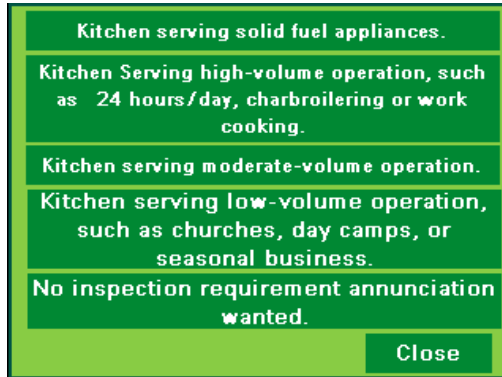 Kitchen serving solid fuel appliances.
Kitchen Serving high-volume operation, such
as 24 hours/day, charbroilering or work
cooking.
Kitchen serving moderate-volume operation.
Kitchen serving low-volume operation,
such as churches, day camps, or
seasonal business.
No inspection requirement annunciation
wanted.
Close